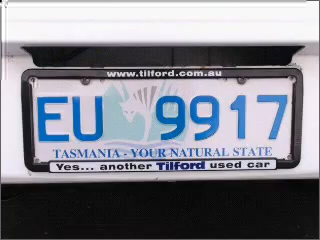 www.tilford.com.au
EU 9917
TASMANIA - YOUR NATURAL STATE
Yes... another Tilford used car